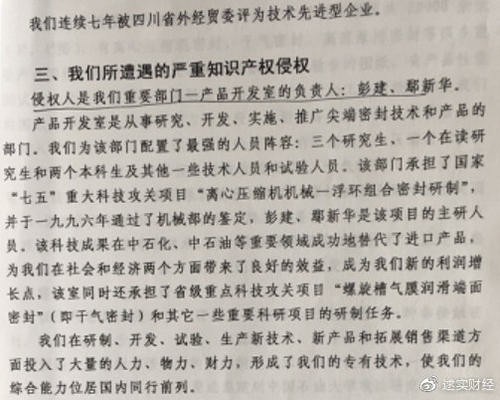 我们连续七年被四川省外经贸委评为技术先进型企业。
三、我们所遭遇的严重知识产权侵权
侵权人是我们重要部门—产品开发室的负责人：彭建、鄢新华。
产品开发室是从事研究、开发、实施、推广尖端密封技术和产品的
部门。我们为该部门配置了最强的人员阵容：三个研究生、一个在读研
究生和两个本科生及其他一些技术人员和试验人员。该部门承担了国家
“七五”重大科技攻关项目“离心压缩机机械—浮环组合密封研制”，
并于一九九六年通过了机械部的鉴定，彭建、鄢新华是该项目的主研人
员。该科技成果在中石化、中石油等重要领域成功地替代了进口产品，
为我们在社会和经济两个方面带来了良好的效益，成为我们新的利润增
长点，该室同时还承担了省级重点科技攻关项目“螺旋槽气膜润滑端面
密封”(即干气密封）和其它一些重要科研项目的研制任务。
我们在研制、开发、试验、生产新技术、新产品和拓展销售渠道方
面投入了大量的人力、物力、财力，形成了我们的专有技术，使我们的
综合能力位居国内同行前列。
逑实财经